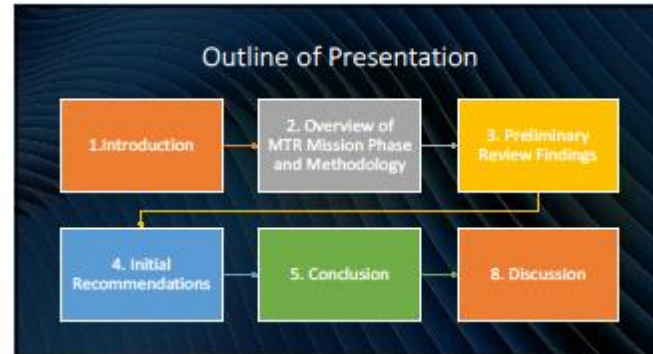 Outline of Presentation
1.Introduction
2. Overview of
MTR Mission Phase
and Methodology
3. Preliminary
Review Findings
4. Initial
Recommendations
5. Conclusion
8. Discussion